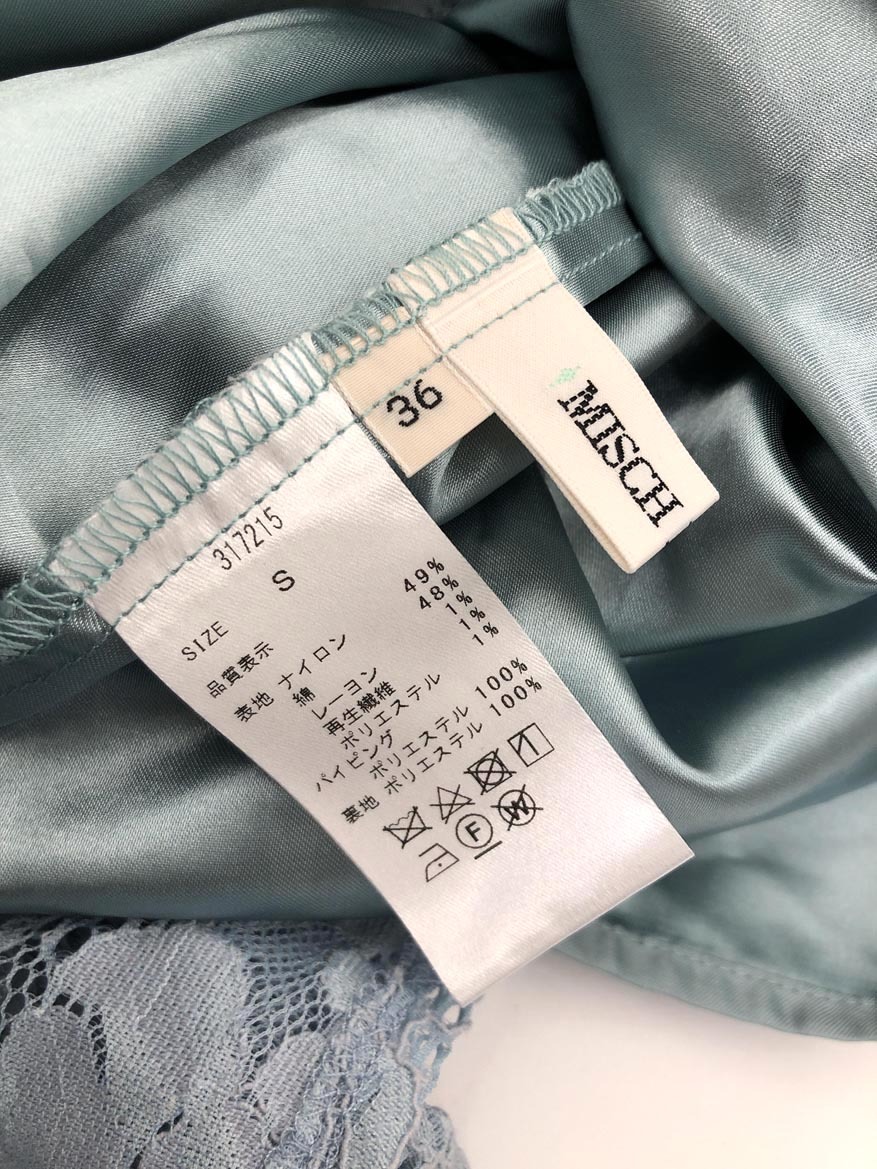 MISCH
36
317215
SIZE S
品質表示
表地 ナイロン 49%
綿 48%
レーヨン 1%
再生繊維 1%
ポリエステル 1%
パイピング
ポリエステル 100%
裏地 ポリエステル 100%
F
W